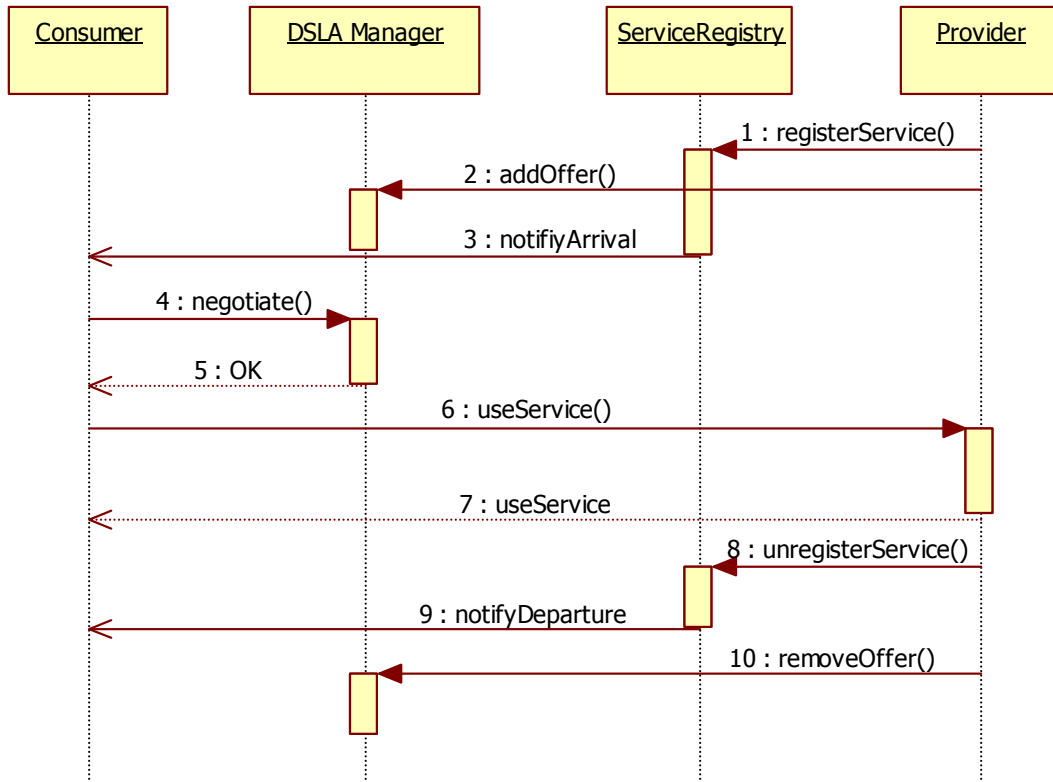 Consumer
DSLA Manager
ServiceRegistry
Provider
1 : registerService()
2 : addOffer()
3 : notifiyArrival
4 : negotiate()
5 : OK
6 : useService()
7 : useService
8 : unregisterService()
9 : notifyDeparture
10 : removeOffer()